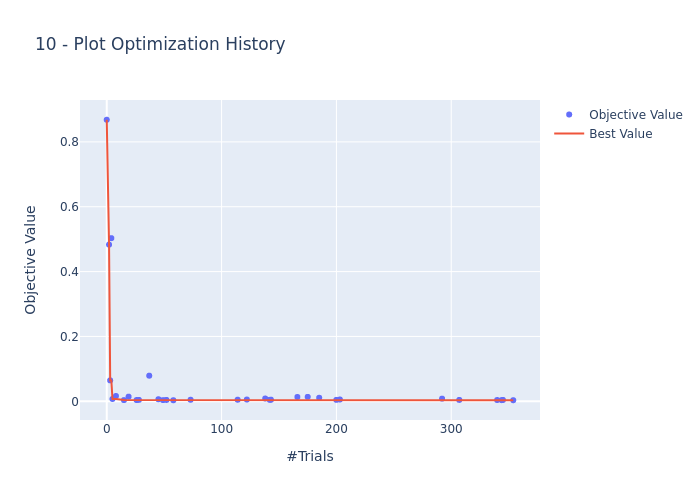 10 - Plot Optimization History
Objective Value
Best Value
Objective Value
0.8
0.6
0.4
0.2
0
0
100
200
300
#Trials